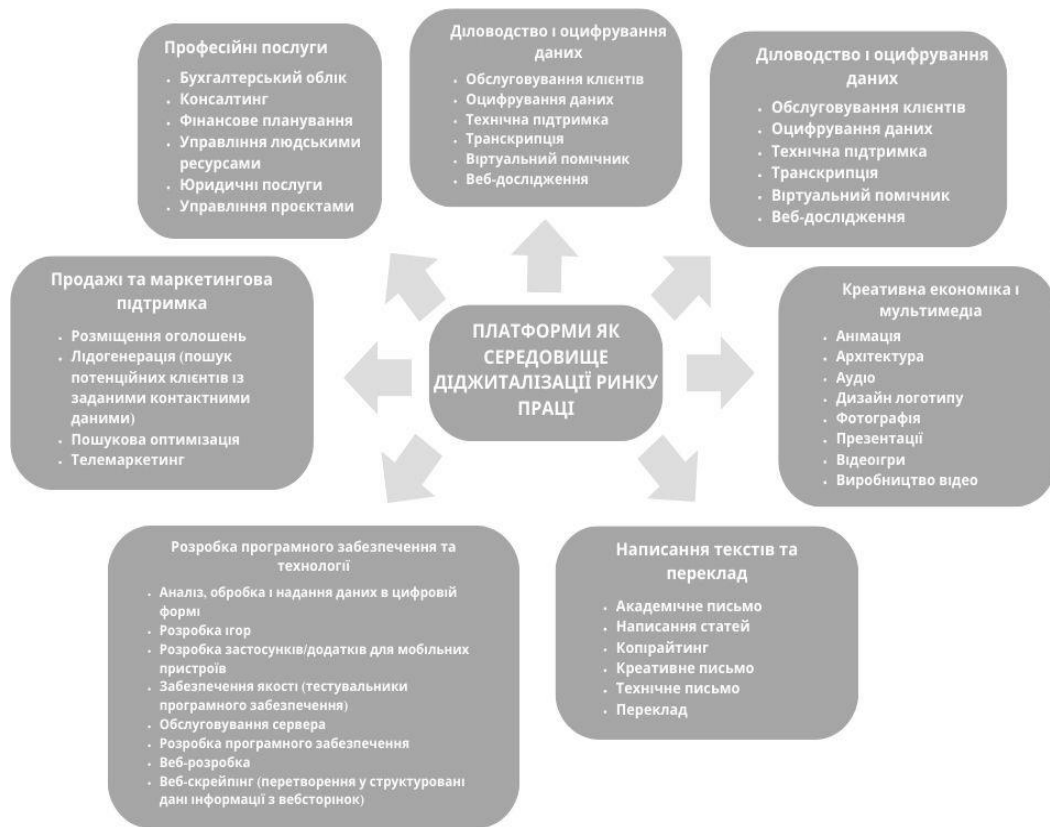 Професійні послуги
• Бухгалтерський облік
• Консалтинг
• Фінансове планування
• Управління людськими
ресурсами
• Юридичні послуги
• Управління проєктами
Діловодство і оцифрування
даних
• Обслуговування клієнтів
• Оцифрування даних
• Технічна підтримка
• Транскрипція
• Віртуальний помічник
• Веб-дослідження
Діловодство і оцифрування
даних
• Обслуговування клієнтів
• Оцифрування даних
• Технічна підтримка
• Транскрипція
• Віртуальний помічник
• Веб-дослідження
Продажі та маркетингова
підтримка
• Розміщення оголошень
• Лідогенерація (пошук
потенційних клієнтів із
заданими контактними
даними)
• Пошукова оптимізація
• Телемаркетинг
ПЛАТФОРМИ ЯК
СЕРЕДОВИЩЕ
ДІДЖИТАЛІЗАЦІЇ РИНКУ
ПРАЦІ
Креативна економіка і
мультимедіа
• Анімація
• Архітектура
• Аудіо
• Дизайн логотипу
• Фотографія
• Презентації
• Відеоігри
• Виробництво відео
Розробка програмного забезпечення та
технології
• Аналіз, обробка і надання даних в цифровій
формі
• Розробка ігор
• Розробка застосунків/додатків для мобільних
пристроїв
• Забезпечення якості (тестувальники
програмного забезпечення)
• Обслуговування сервера
• Розробка програмного забезпечення
• Веб-розробка
• Веб-скрейпінг (перетворення у структуровані
дані інформації з вебсторінок)
Написання текстів та
переклад
• Академічне письмо
• Написання статей
• Копірайтинг
• Креативне письмо
• Технічне письмо
• Переклад